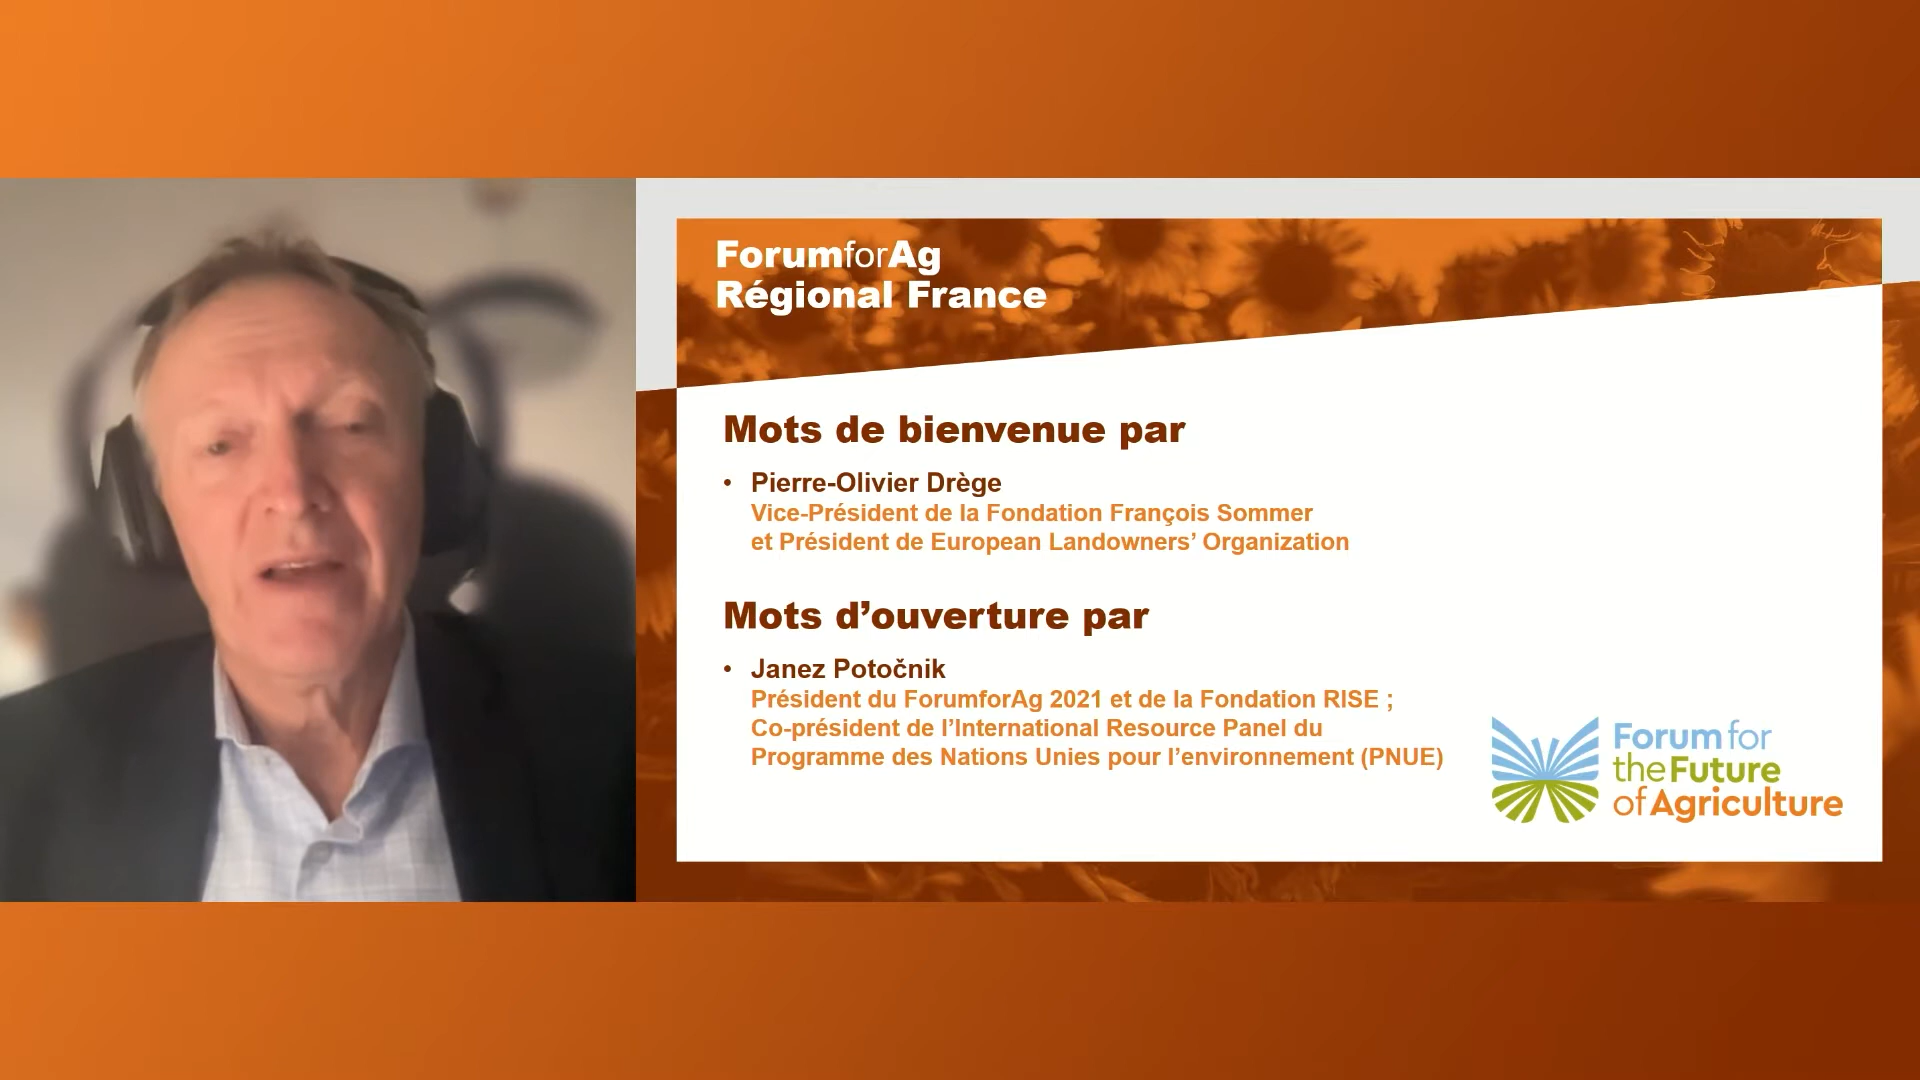 ForumforAg
Régional France
Mots de bienvenue par
• Pierre-Olivier Drège
Vice-Président de la Fondation François Sommer
et Président de European Landowners’ Organization
Mots d’ouverture par
• Janez Potočnik
Président du ForumforAg 2021 et de la Fondation RISE ;
Co-président de l’International Resource Panel du
Programme des Nations Unies pour l’environnement (PNUE)
Forum for
the Future
of Agriculture